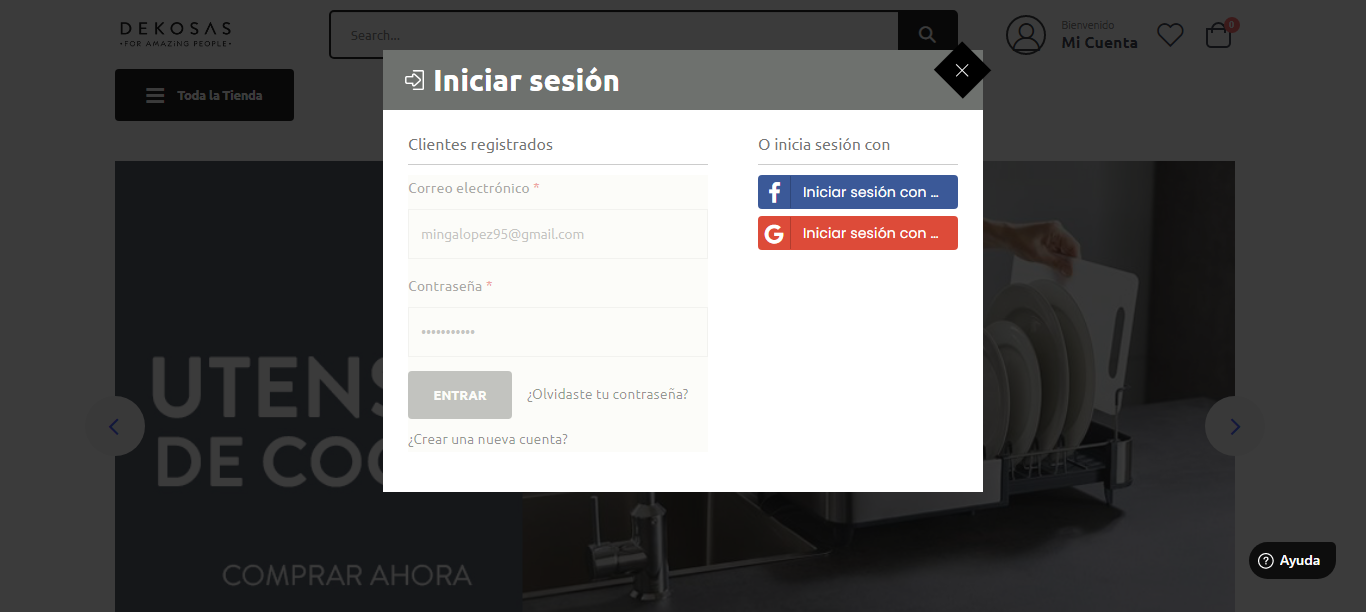 DEKOSAS
•FOR AMAZING PEOPLE•
Search...
Bienvenido
Mi Cuenta
0
Toda la Tienda
Iniciar sesión
Clientes registrados
O inicia sesión con
Correo electrónico *
Iniciar sesión con ...
mingalopez95@gmail.com
Iniciar sesión con ...
Contraseña *
•••••••••••
ENTRAR
¿Olvidaste tu contraseña?
¿Crear una nueva cuenta?
UTENS
DE COC
COMPRAR AHORA
Ayuda